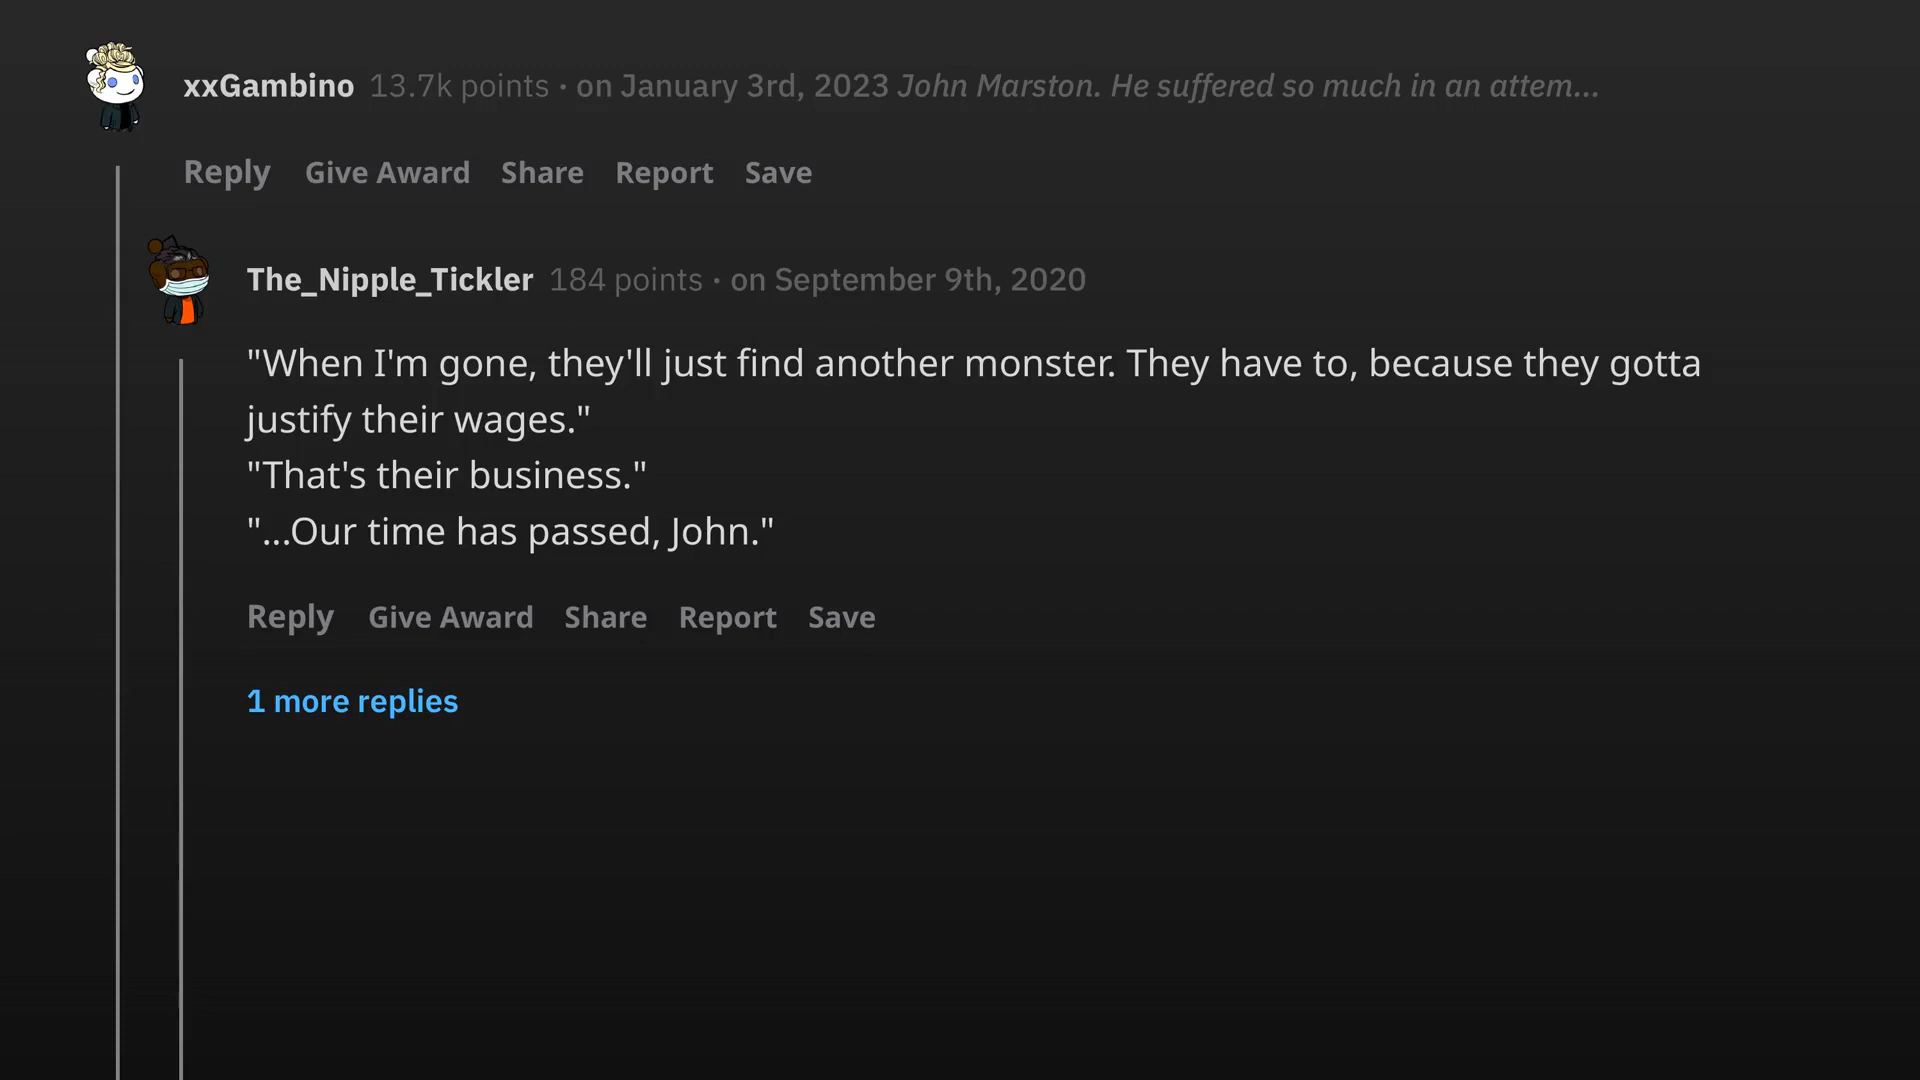 xxGambino 13.7k points · on January 3rd, 2023 John Marston. He suffered so much in an attem...
Reply Give Award Share Report Save
The_Nipple_Tickler 184 points · on September 9th, 2020
"When I'm gone, they'll just find another monster. They have to, because they gotta
justify their wages."
"That's their business."
"...Our time has passed, John."
Reply Give Award Share Report Save
1 more replies